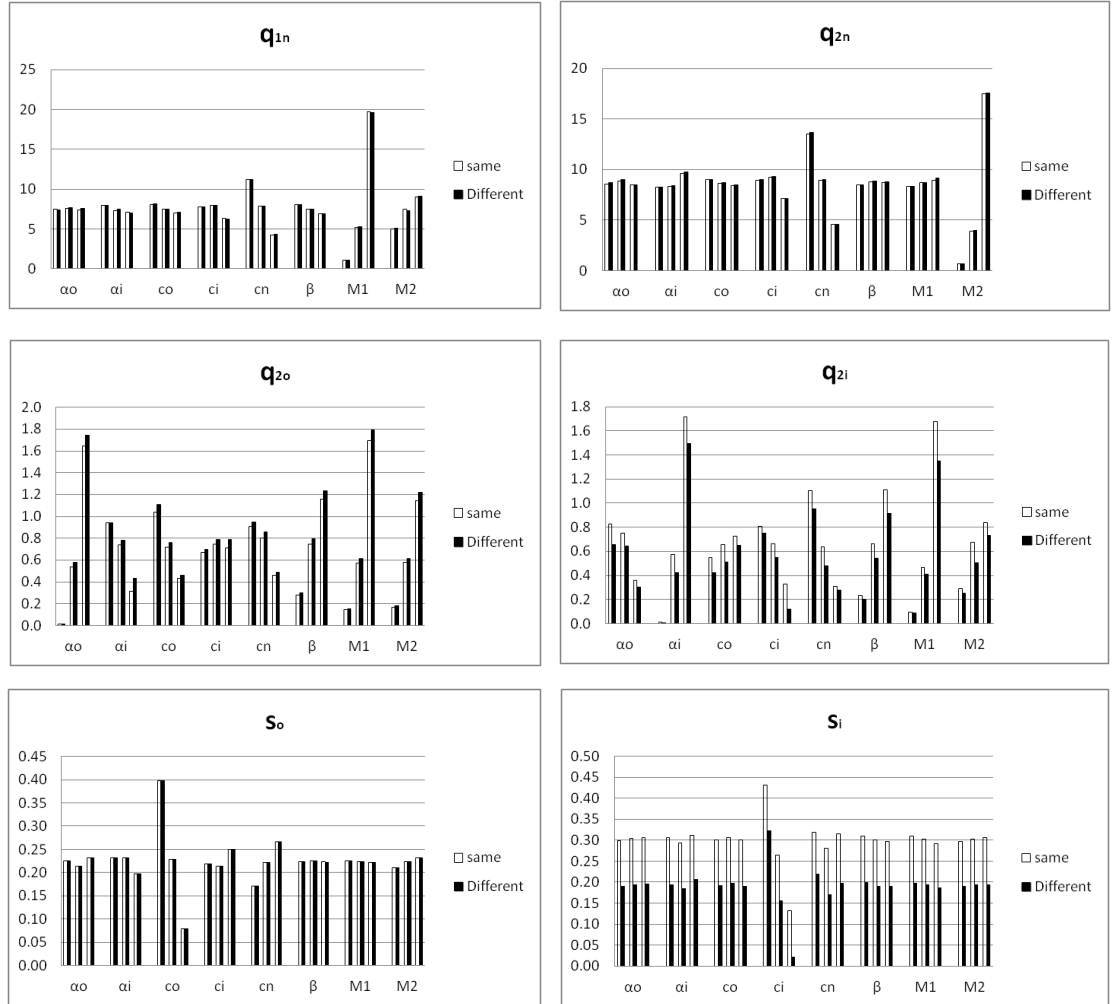 q1n
25
20
15
10
5
0
αo αi co ci cn β M1 M2
same
Different
q2n
20
15
10
5
0
αo αi co ci cn β M1 M2
same
Different
q2o
2.0
1.8
1.6
1.4
1.2
1.0
0.8
0.6
0.4
0.2
0.0
αo αi co ci cn β M1 M2
same
Different
q2i
1.8
1.6
1.4
1.2
1.0
0.8
0.6
0.4
0.2
0.0
αo αi co ci cn β M1 M2
same
Different
So
0.45
0.40
0.35
0.30
0.25
0.20
0.15
0.10
0.05
0.00
αo αi co ci cn β M1 M2
same
Different
Si
0.50
0.45
0.40
0.35
0.30
0.25
0.20
0.15
0.10
0.05
0.00
αo αi co ci cn β M1 M2
same
Different